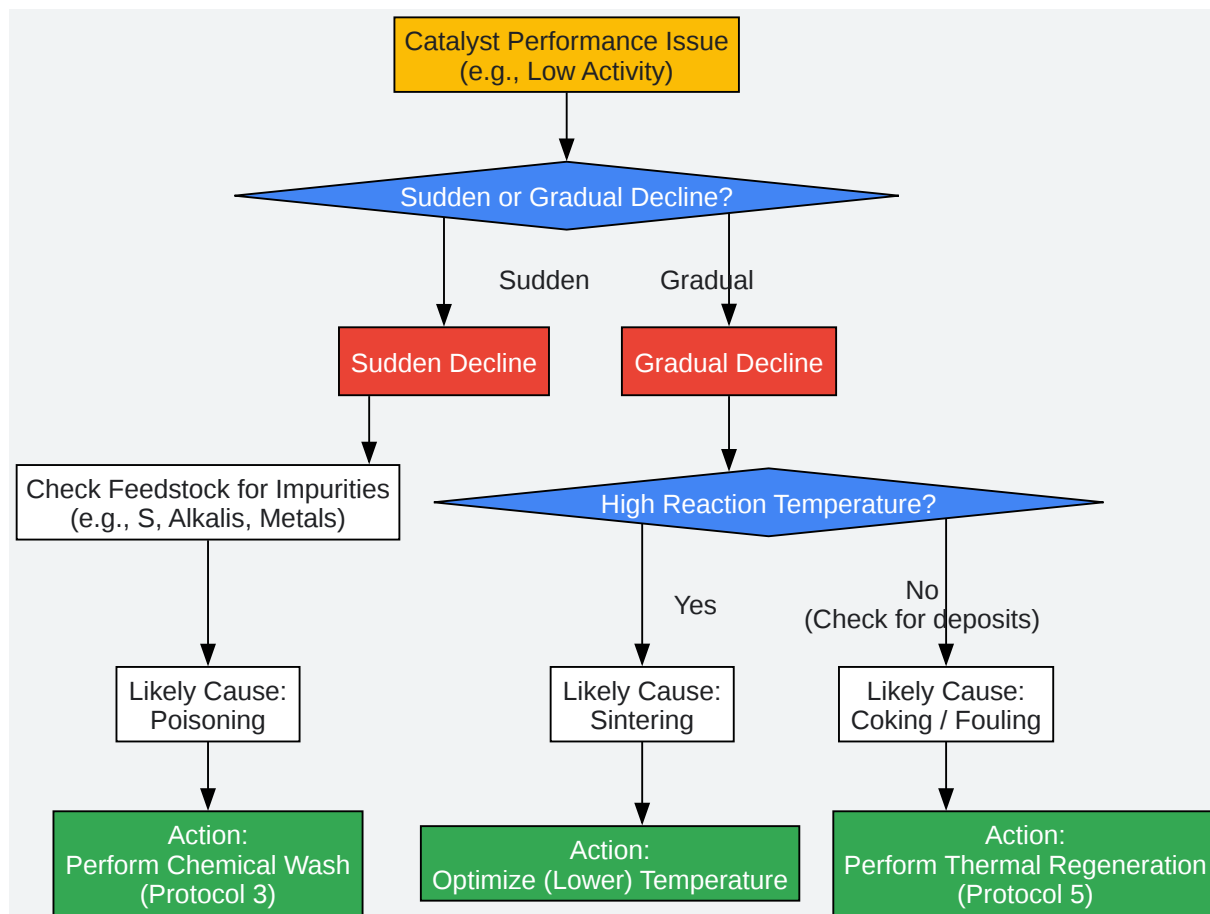 Catalyst Performance Issue
(e.g., Low Activity)
Sudden or Gradual Decline?
Sudden
Gradual
Sudden Decline
Gradual Decline
Check Feedstock for Impurities
(e.g., S, Alkalis, Metals)
High Reaction Temperature?
Yes
No
(Check for deposits)
Likely Cause:
Poisoning
Likely Cause:
Sintering
Likely Cause:
Coking / Fouling
Action:
Perform Chemical Wash
(Protocol 3)
Action:
Optimize (Lower) Temperature
Action:
Perform Thermal Regeneration
(Protocol 5)